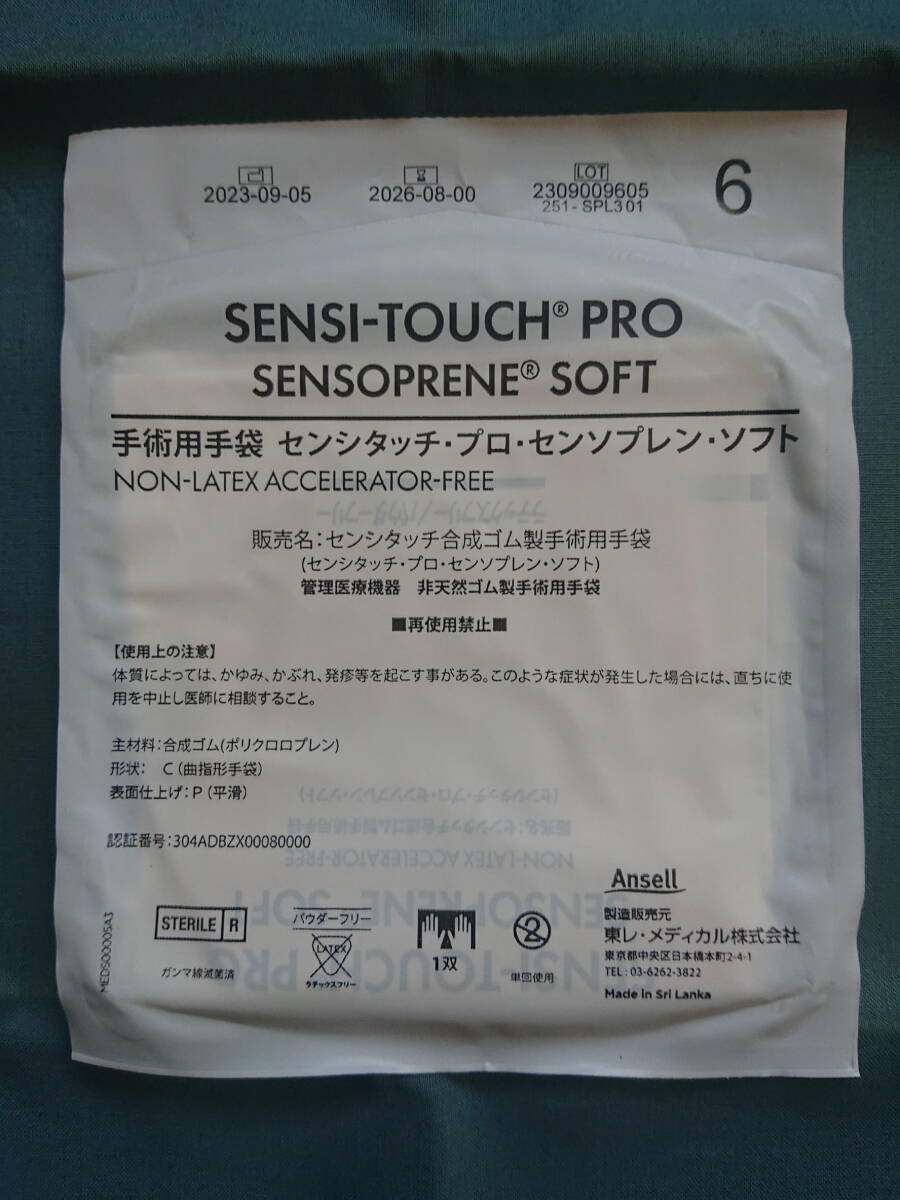 2023-09-05 2026-08-00 LOT 6
2309009605
251- SPL301
SENSI-TOUCH® PRO
SENSOPRENE® SOFT
手術用手袋 センシタッチ・プロ・センソプレン・ソフト
NON-LATEX ACCELERATOR-FREE
販売名:センシタッチ合成ゴム製手術用手袋
(センシタッチ・プロ・センソプレン・ソフト)
管理医療機器 非天然ゴム製手術用手袋
■再使用禁止■
【使用上の注意】
体質によっては、かゆみ、かぶれ、発疹等を起こす事がある。このような症状が発生した場合には、直ちに使
用を中止し医師に相談すること。
主材料:合成ゴム(ポリクロロプレン)
形状: C(曲指形手袋)
表面仕上げ:P(平滑)
認証番号:304ADBZX00080000
MEDS00000SA3
STERILE R
ガンマ線滅菌済
パウダーフリー
LATEX
ラテックスフリー
1双
2
単回使用
Ansell
製造販売元
東レ・メディカル株式会社
東京都中央区日本橋本町2-4-1
TEL:03-6262-3822
Made in Sri Lanka